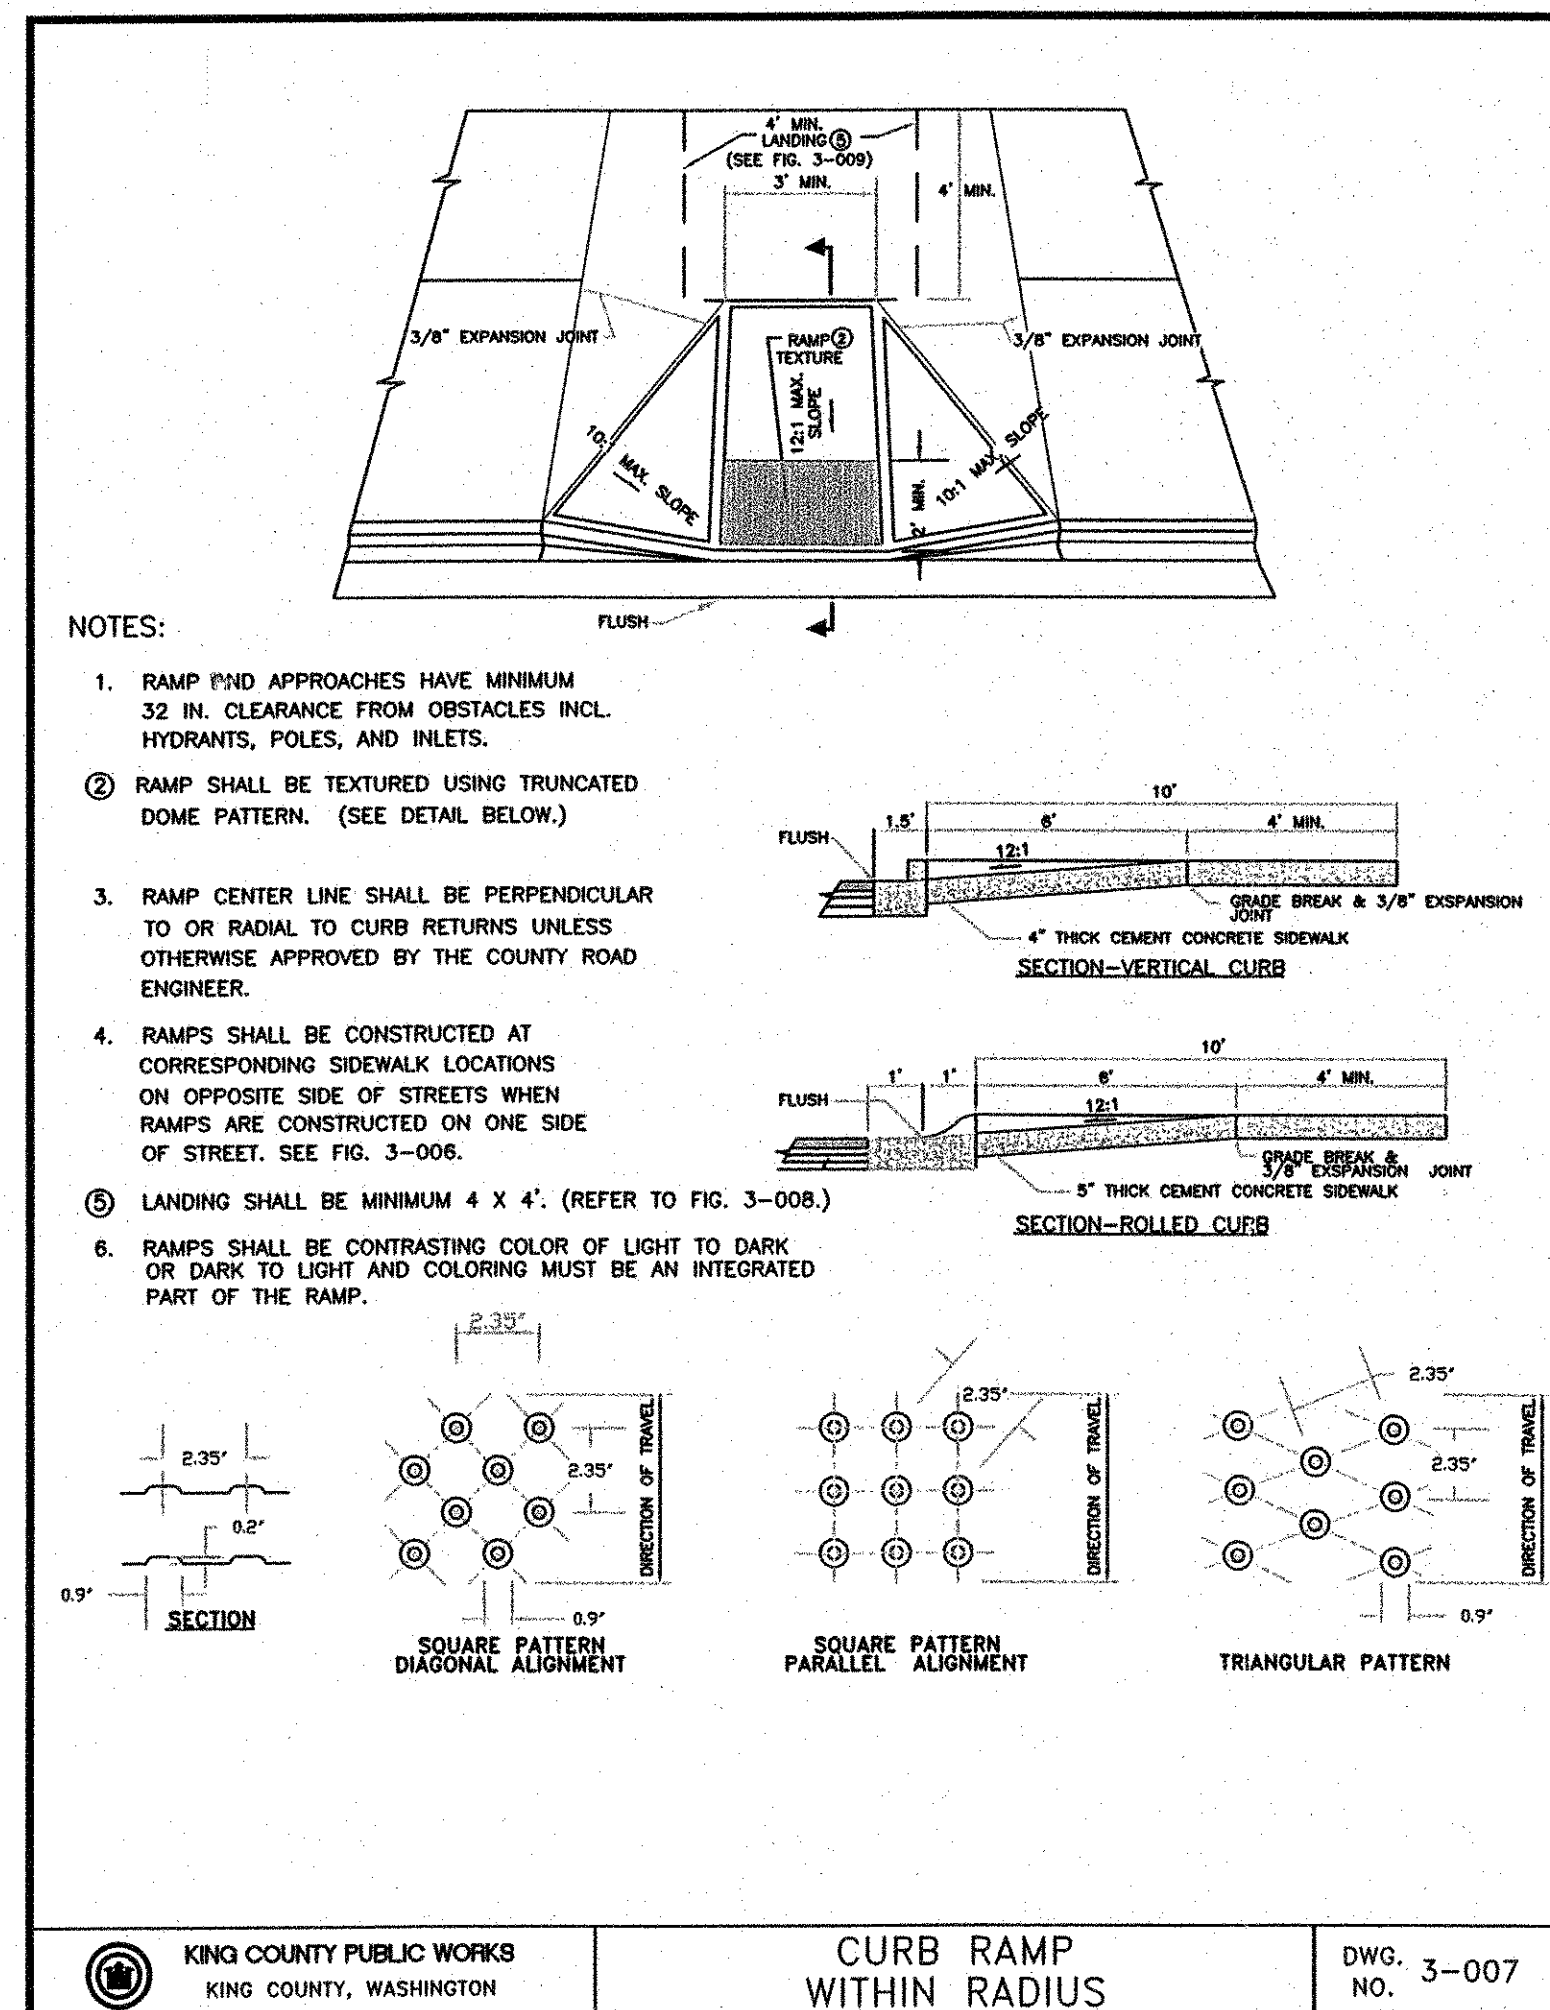 4' MIN.
LANDING ⑤
(SEE FIG. 3-009)
3' MIN.
4' MIN.
3/8" EXPANSION JOINT
3/8" EXPANSION JOINT
RAMP ②
TEXTURE
12:1 MAX.
SLOPE
MAX. SLOPE
10:1 MAX. SLOPE
2' MIN.
FLUSH
NOTES:
1. RAMP AND APPROACHES HAVE MINIMUM
32 IN. CLEARANCE FROM OBSTACLES INCL.
HYDRANTS, POLES, AND INLETS.
② RAMP SHALL BE TEXTURED USING TRUNCATED
DOME PATTERN. (SEE DETAIL BELOW.)
3. RAMP CENTER LINE SHALL BE PERPENDICULAR
TO OR RADIAL TO CURB RETURNS UNLESS
OTHERWISE APPROVED BY THE COUNTY ROAD
ENGINEER.
4. RAMPS SHALL BE CONSTRUCTED AT
CORRESPONDING SIDEWALK LOCATIONS
ON OPPOSITE SIDE OF STREETS WHEN
RAMPS ARE CONSTRUCTED ON ONE SIDE
OF STREET. SEE FIG. 3-006.
⑤ LANDING SHALL BE MINIMUM 4 X 4'. (REFER TO FIG. 3-008.)
6. RAMPS SHALL BE CONTRASTING COLOR OF LIGHT TO DARK
OR DARK TO LIGHT AND COLORING MUST BE AN INTEGRATED
PART OF THE RAMP.
10'
1.5' 6' 4' MIN.
FLUSH
12:1
GRADE BREAK & 3/8" EXSPANSION
JOINT
4" THICK CEMENT CONCRETE SIDEWALK
SECTION-VERTICAL CURB
10'
1' 1' 6' 4' MIN.
FLUSH
12:1
GRADE BREAK &
3/8" EXSPANSION JOINT
5" THICK CEMENT CONCRETE SIDEWALK
SECTION-ROLLED CURB
2.35"
0.2"
0.9"
SECTION
2.35"
2.35"
DIRECTION OF TRAVEL
0.9"
SQUARE PATTERN
DIAGONAL ALIGNMENT
2.35"
DIRECTION OF TRAVEL
SQUARE PATTERN
PARALLEL ALIGNMENT
2.35"
2.35"
DIRECTION OF TRAVEL
0.9"
TRIANGULAR PATTERN
KING COUNTY PUBLIC WORKS
KING COUNTY, WASHINGTON
CURB RAMP
WITHIN RADIUS
DWG.
NO. 3-007